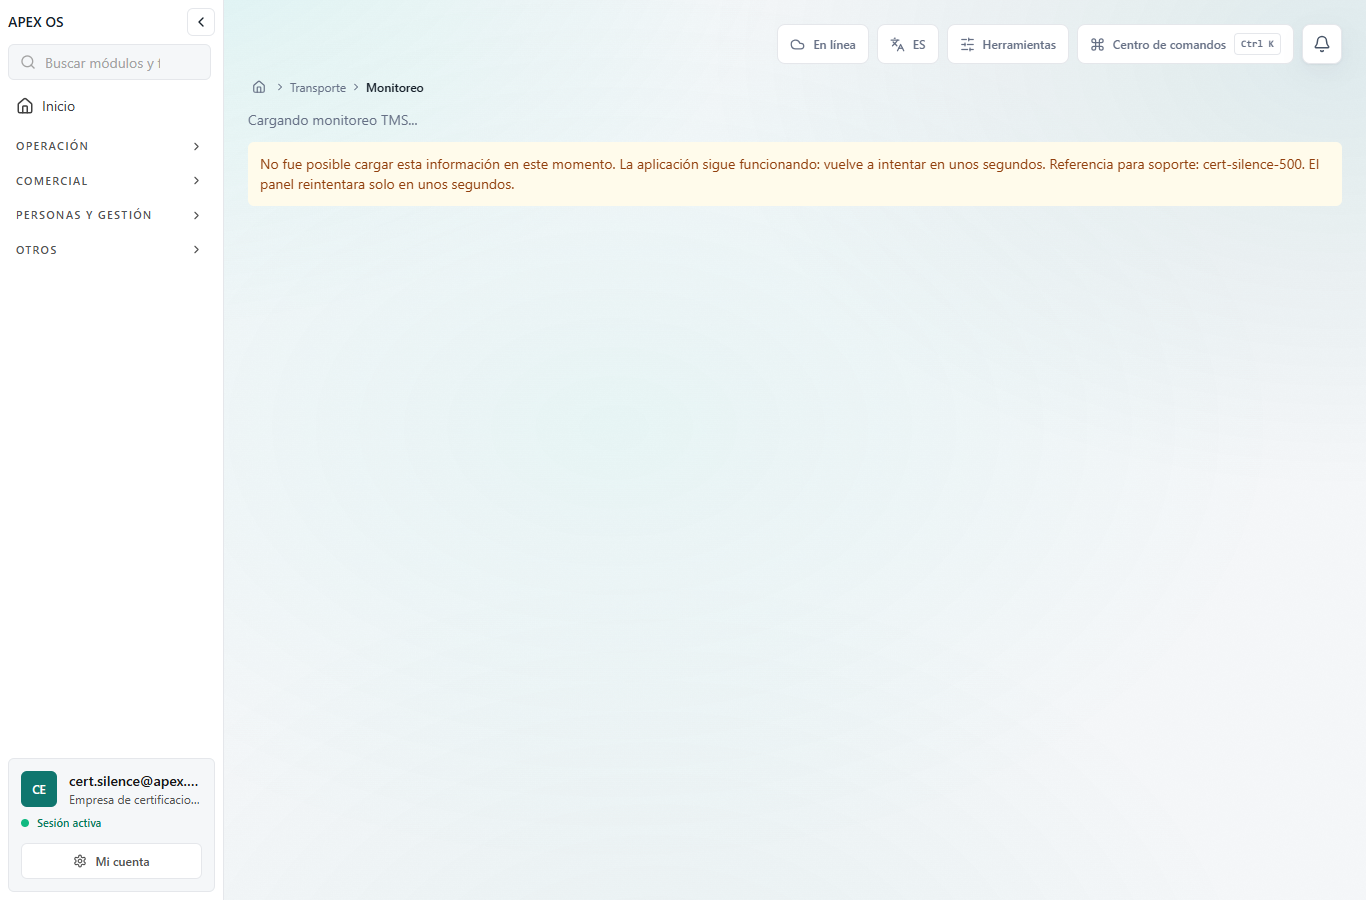 APEX OS
Buscar módulos y f
Inicio
OPERACIÓN
COMERCIAL
PERSONAS Y GESTIÓN
OTROS
En línea
ES
Herramientas
Centro de comandos
Ctrl K
Transporte
Monitoreo
Cargando monitoreo TMS...
No fue posible cargar esta información en este momento. La aplicación sigue funcionando: vuelve a intentar en unos segundos. Referencia para soporte: cert-silence-500. El
panel reintentara solo en unos segundos.
CE
cert.silence@apex....
Empresa de certificacio...
Sesión activa
Mi cuenta